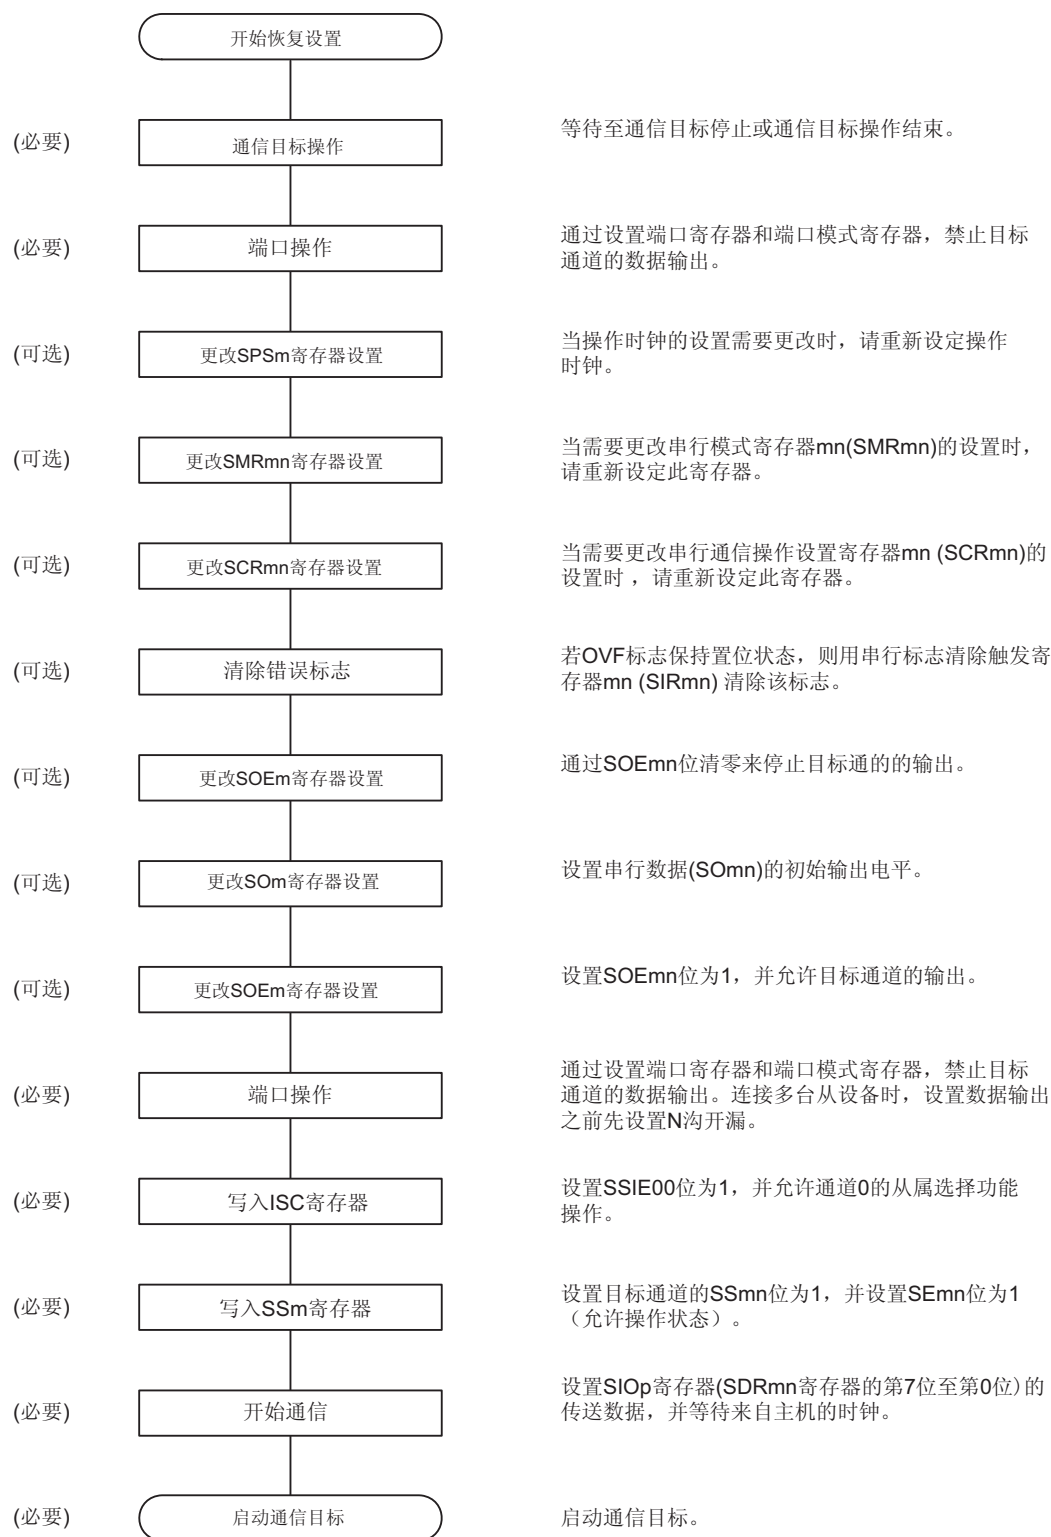 开始恢复设置
(必要)
通信目标操作
等待至通信目标停止或通信目标操作结束。
(必要)
端口操作
通过设置端口寄存器和端口模式寄存器，禁止目标
通道的数据输出。
(可选)
更改SPSm寄存器设置
当操作时钟的设置需要更改时，请重新设定操作
时钟。
(可选)
更改SMRmn寄存器设置
当需要更改串行模式寄存器mn(SMRmn)的设置时，
请重新设定此寄存器。
(可选)
更改SCRmn寄存器设置
当需要更改串行通信操作设置寄存器mn (SCRmn)的
设置时 ，请重新设定此寄存器。
(可选)
清除错误标志
若OVF标志保持置位状态，则用串行标志清除触发寄
存器mn (SIRmn) 清除该标志。
(可选)
更改SOEm寄存器设置
通过SOEmn位清零来停止目标通的的输出。
(可选)
更改SOm寄存器设置
设置串行数据(SOmn)的初始输出电平。
(可选)
更改SOEm寄存器设置
设置SOEmn位为1，并允许目标通道的输出。
(必要)
端口操作
通过设置端口寄存器和端口模式寄存器，禁止目标
通道的数据输出。连接多台从设备时，设置数据输出
之前先设置N沟开漏。
(必要)
写入ISC寄存器
设置SSIE00位为1，并允许通道0的从属选择功能
操作。
(必要)
写入SSm寄存器
设置目标通道的SSmn位为1，并设置SEmn位为1
（允许操作状态）。
(必要)
开始通信
设置SIOp寄存器(SDRmn寄存器的第7位至第0位)的
传送数据，并等待来自主机的时钟。
(必要)
启动通信目标
启动通信目标。